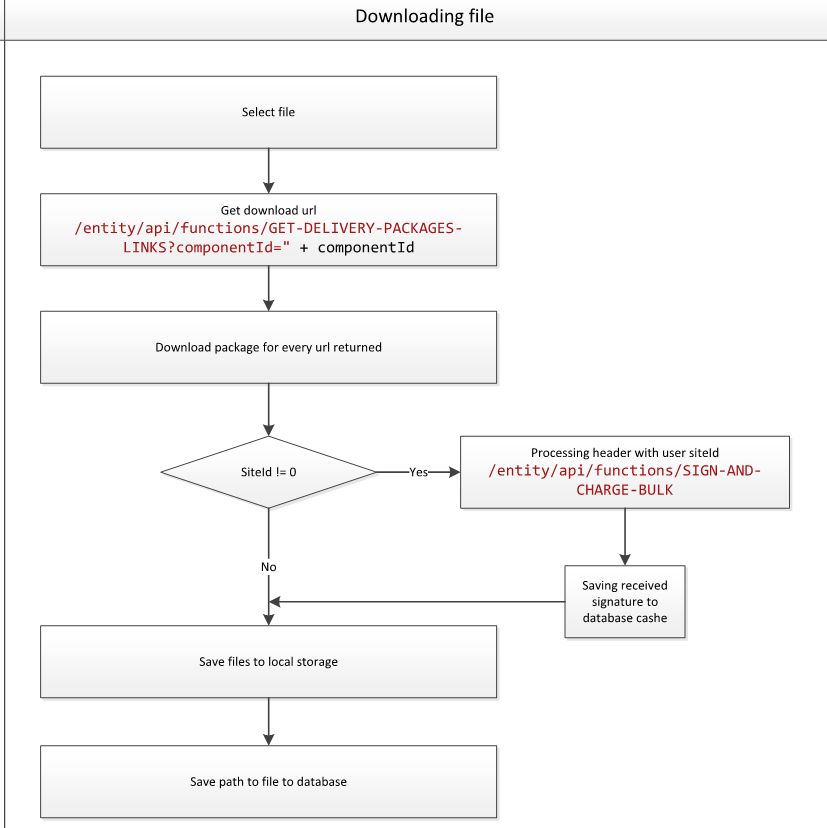 Downloading file
Select file
Get download url
/entity/api/functions/GET-DELIVERY-PACKAGES-
LINKS?componentId=" + componentId
Download package for every url returned
SiteId != 0
Yes
Processing header with user siteId
/entity/api/functions/SIGN-AND-
CHARGE-BULK
No
Saving received
signature to
database cashe
Save files to local storage
Save path to file to database